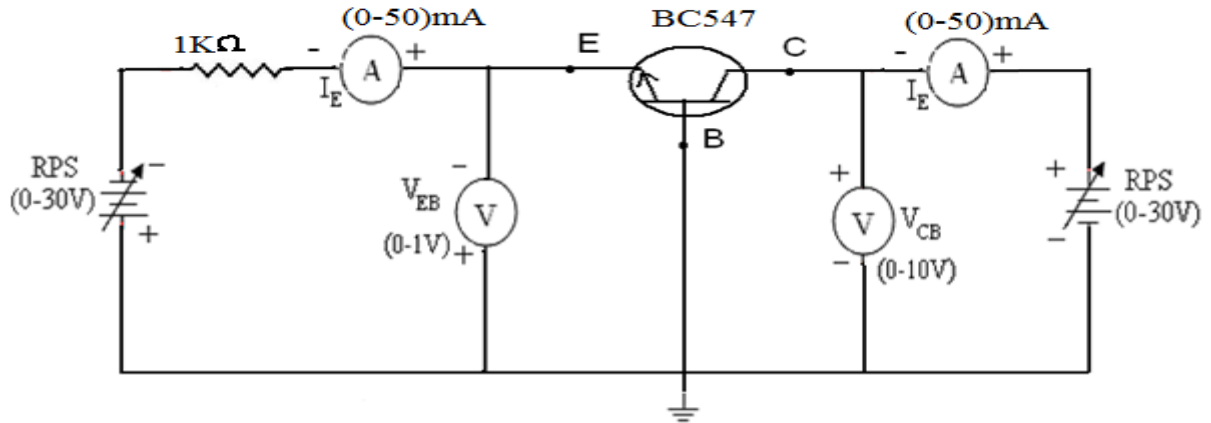 (0-50)mA
BC547
(0-50)mA
1KΩ
-
+
E
C
-
+
A
I_E
A
I_E
B
RPS
(0-30V)
-
+
-
V_EB
(0-1V)
+
V
+
V
V_CB
-
(0-10V)
+
-
RPS
(0-30V)